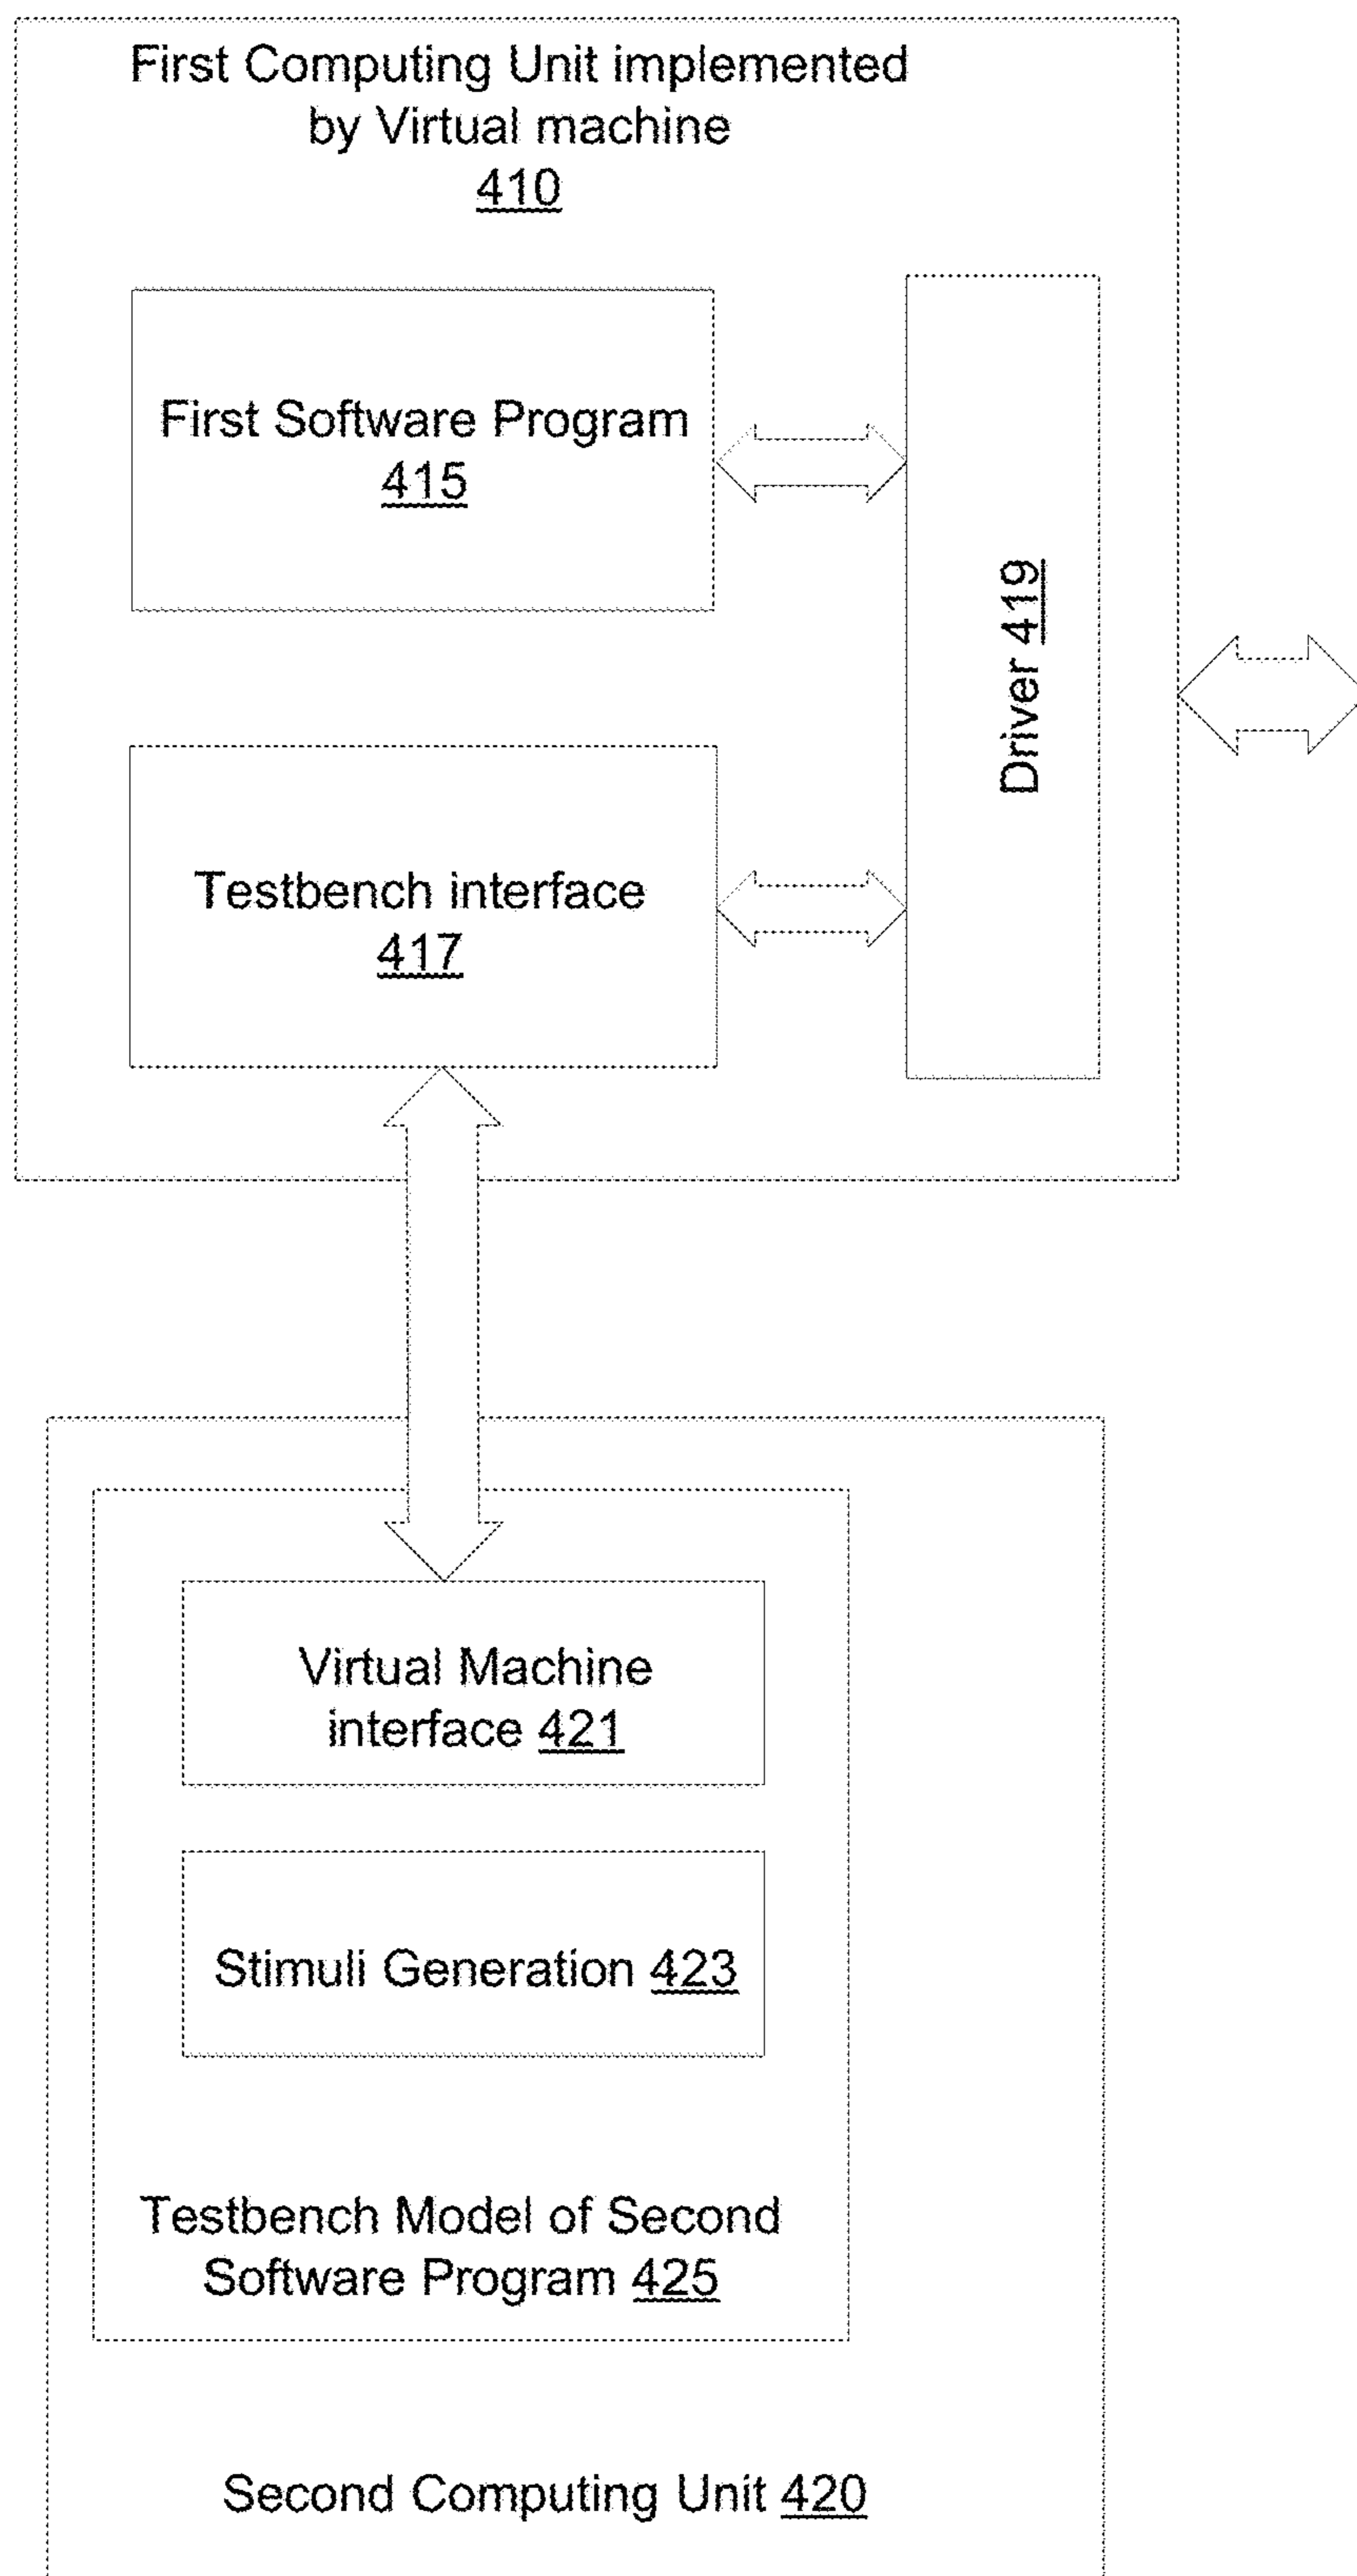 First Computing Unit implemented
by Virtual machine
410
First Software Program
415
Driver 419
Testbench interface
417
Virtual Machine
interface 421
Stimuli Generation 423
Testbench Model of Second
Software Program 425
Second Computing Unit 420